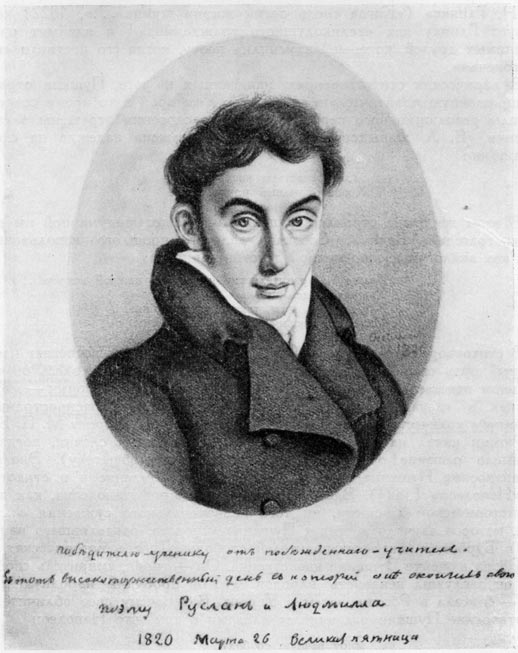 побѣдителю-ученику отъ побѣжденнаго-учителя.
въ тотъ высокоторжественный день въ который онъ окончилъ свою
поэму Русланъ и Людмилла
1820 Марта 26 Великая пятница